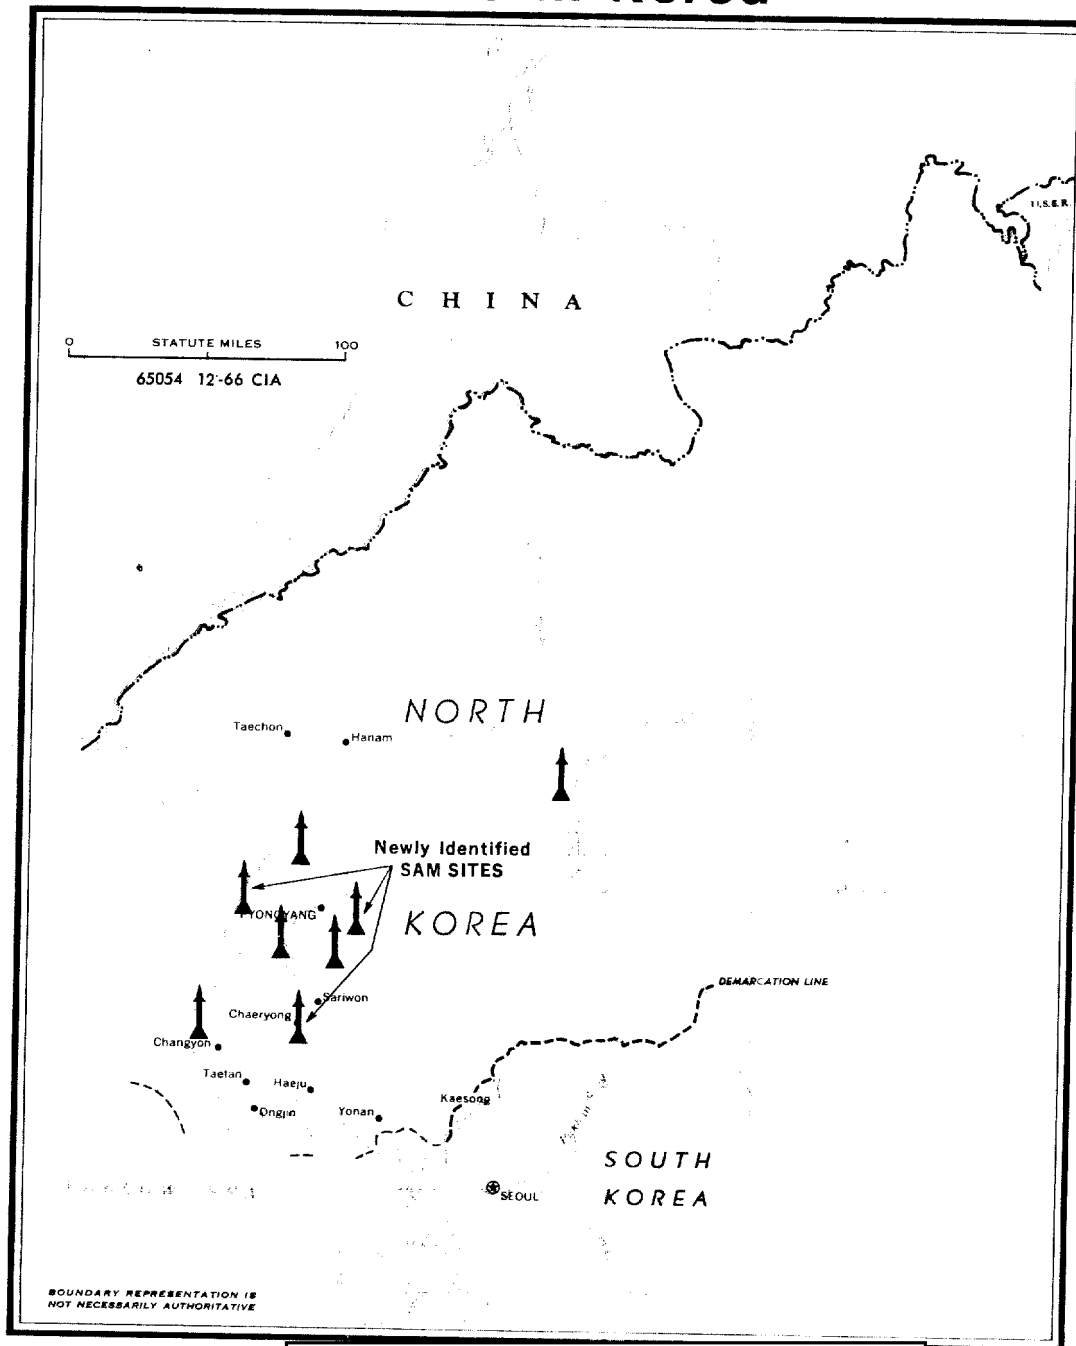 Korea
U.S.S.R.
CHINA
0 STATUTE MILES 100
65054 12-66 CIA
NORTH
Taechon
Hanam
Newly Identified
SAM SITES
PYONGYANG
KOREA
DEMARCATION LINE
Sariwon
Chaeryong
Changyon
Taetan
Haeju
Ongjin
Yonan
Kaesong
SOUTH
KOREA
SEOUL
BOUNDARY REPRESENTATION IS
NOT NECESSARILY AUTHORITATIVE